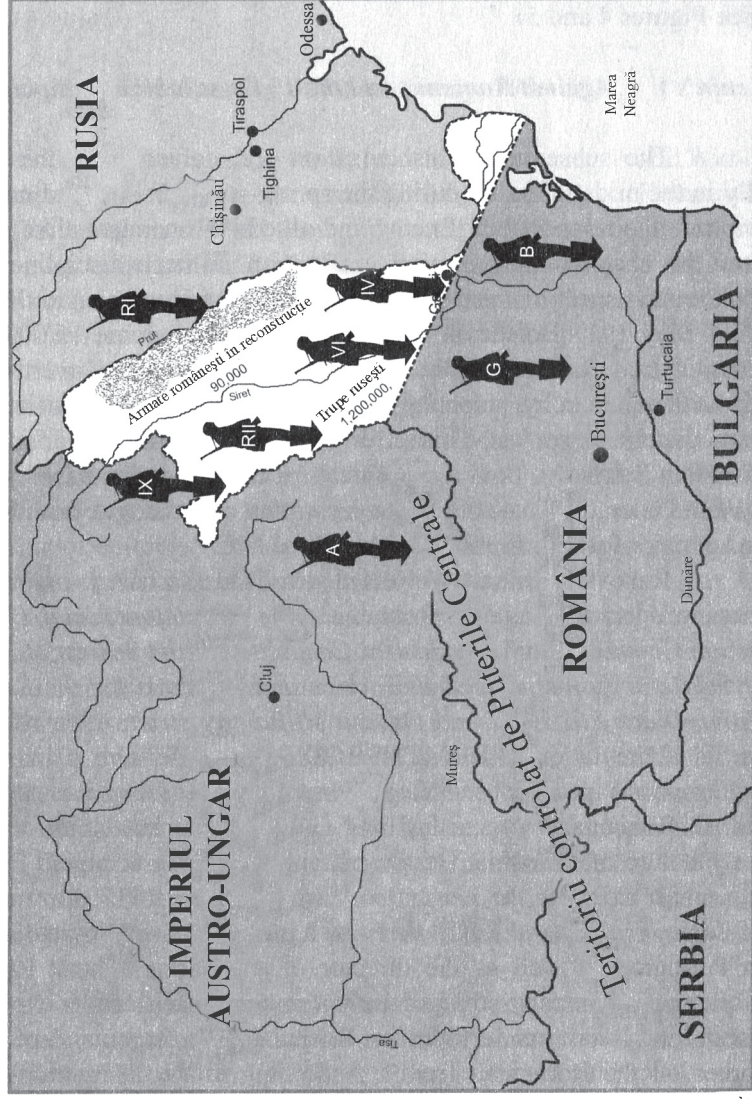 RUSIA
Odessa
Tiraspol
Tighina
Chişinău
Marea
Neagră
RI
Prut
Armate româneşti în reconstrucţie
90,000
Siret
IV
VI
RII
IX
Trupe ruseşti
1,200,000,
B
G
A
Bucureşti
Turtucaia
BULGARIA
ROMÂNIA
Dunăre
Cluj
Mureş
Teritoriu controlat de Puterile Centrale
IMPERIUL
AUSTRO-UNGAR
Tisa
SERBIA